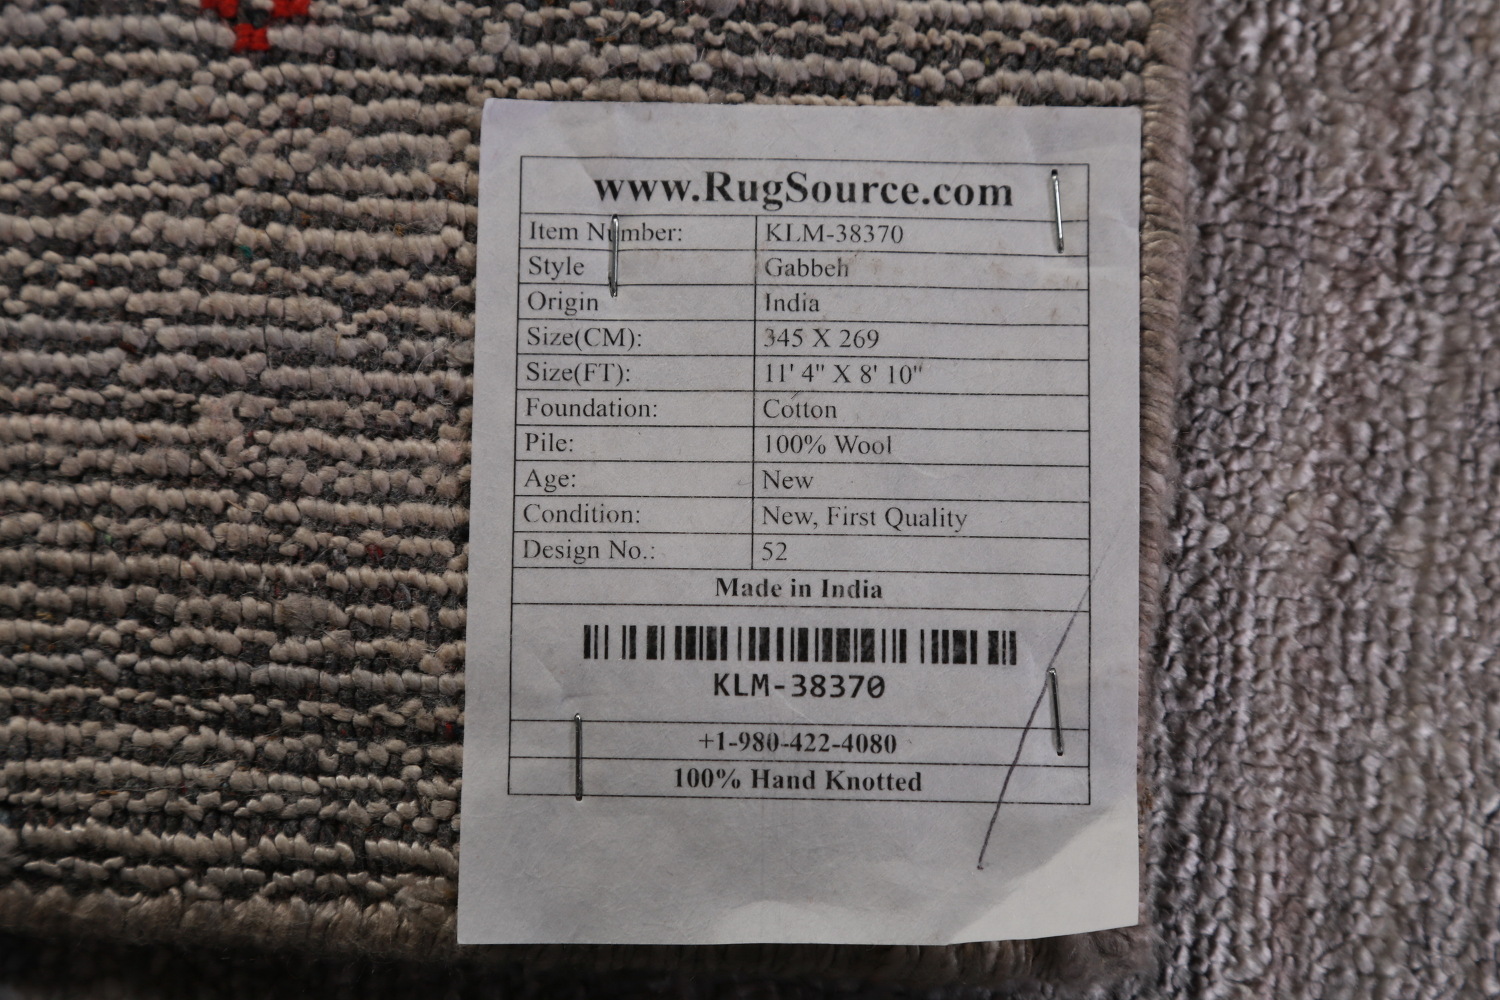 www.RugSource.com
Item Number: KLM-38370
Style Gabbeh
Origin India
Size(CM): 345 X 269
Size(FT): 11' 4" X 8' 10"
Foundation: Cotton
Pile: 100% Wool
Age: New
Condition: New, First Quality
Design No.: 52
Made in India
KLM-38370
+1-980-422-4080
100% Hand Knotted